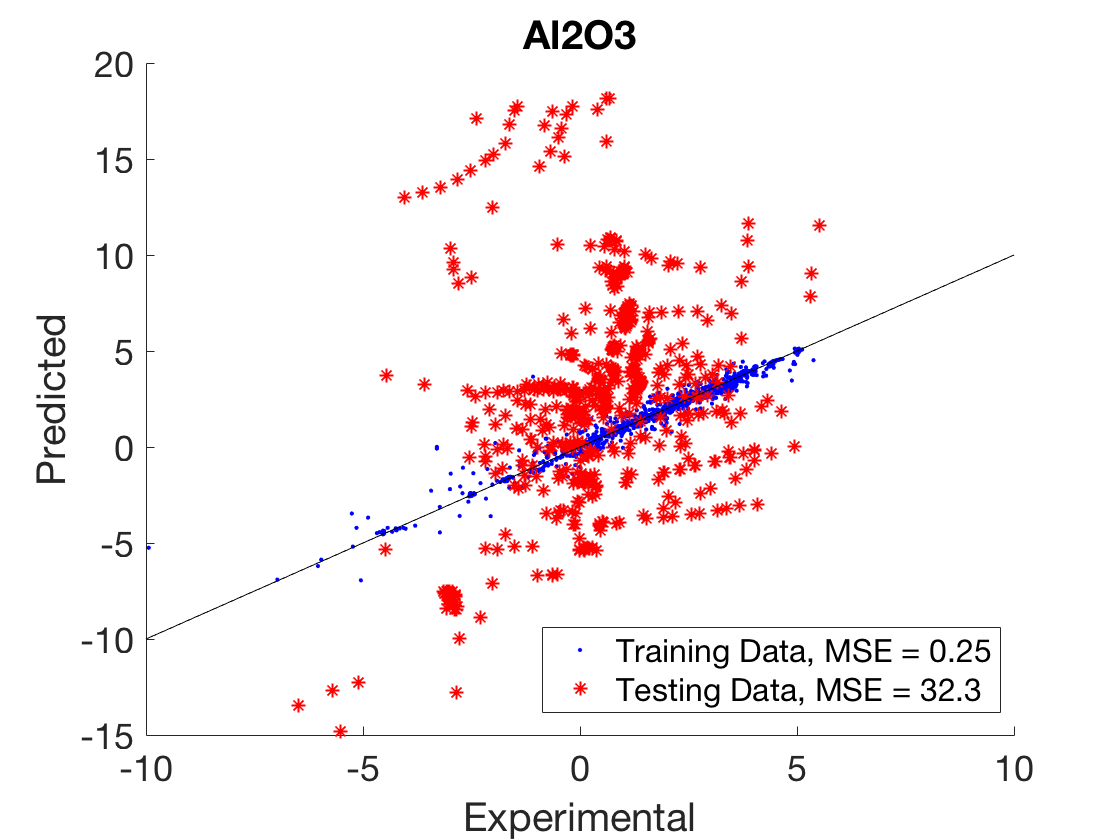 Al2O3
20
15
10
5
0
-5
-10
-15
Predicted
-10 -5 0 5 10
Experimental
Training Data, MSE = 0.25
Testing Data, MSE = 32.3